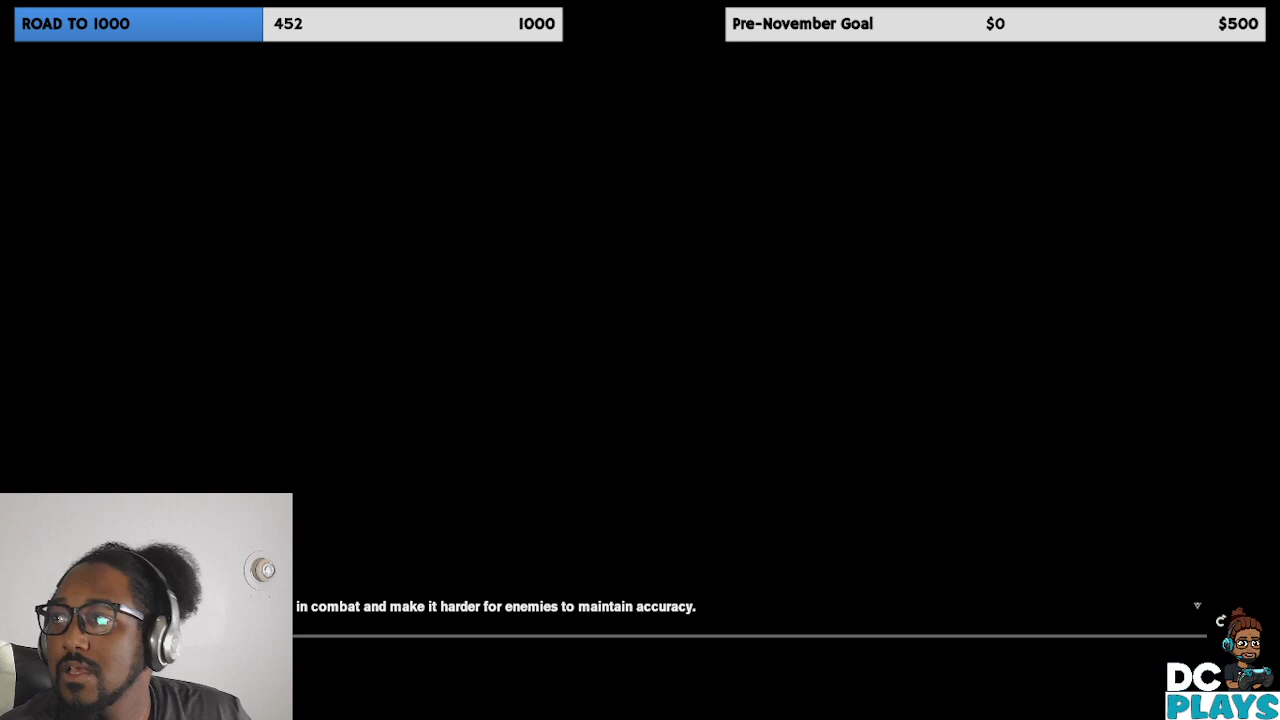 ROAD TO 1000 452 1000
Pre-November Goal $0 $500
in combat and make it harder for enemies to maintain accuracy.
DC
PLAYS